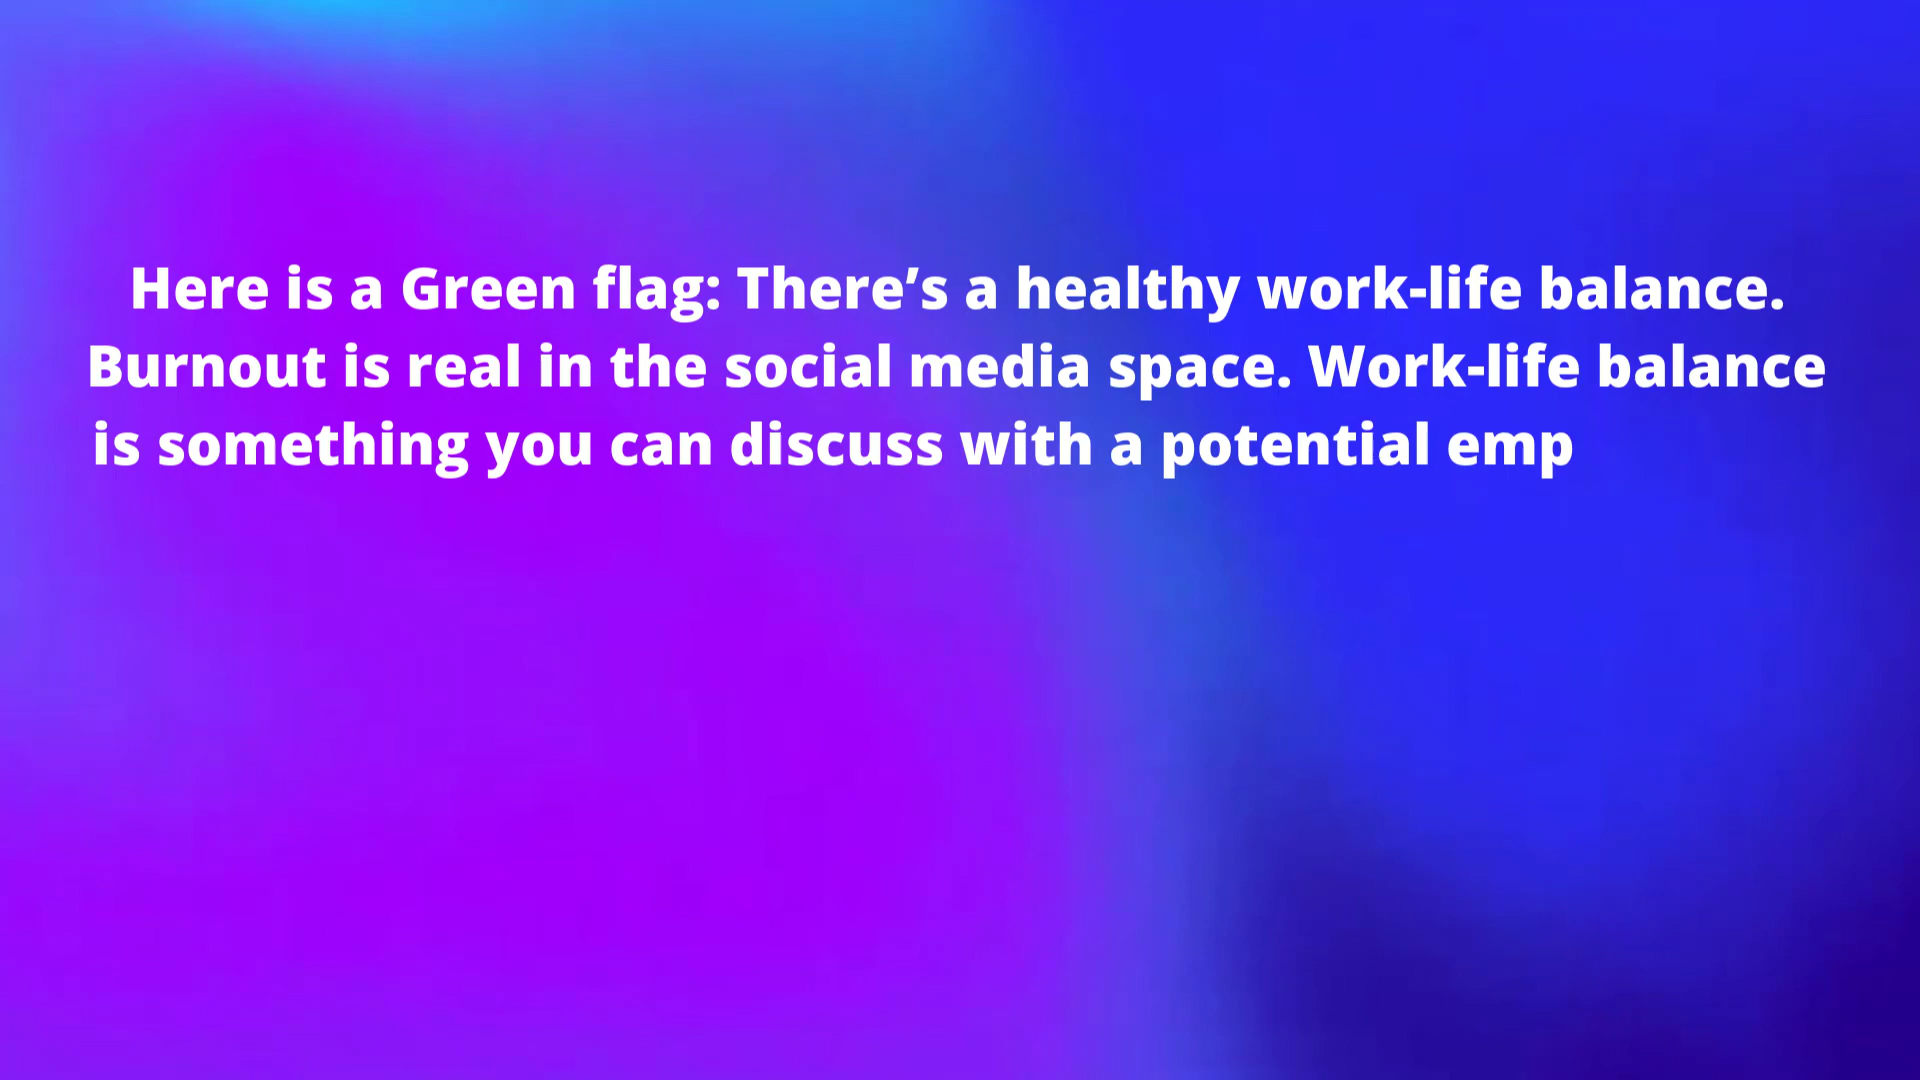 Here is a Green flag: There’s a healthy work-life balance.
Burnout is real in the social media space. Work-life balance
is something you can discuss with a potential emp